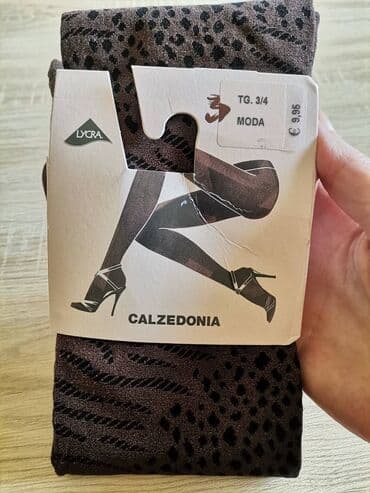 LYCRA
3
TG. 3/4
MODA
€ 9,95
CALZEDONIA